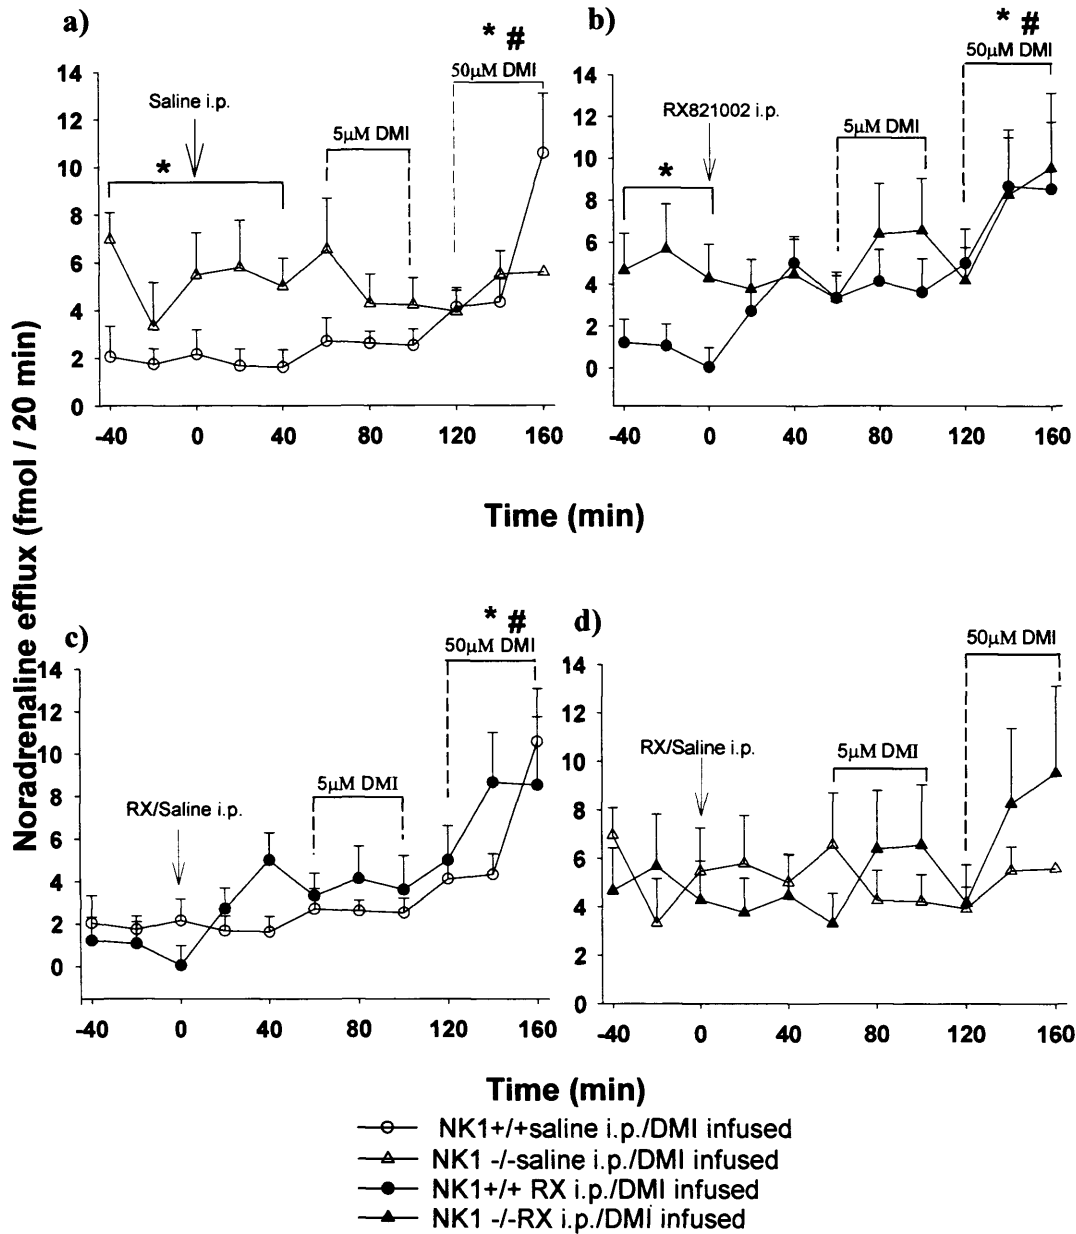 a)
* #
50µM DMI
Saline i.p.
5µM DMI
*
14
12
10
8
6
4
2
0
-40 0 40 80 120 160
b)
* #
50µM DMI
RX821002 i.p.
5µM DMI
*
14
12
10
8
6
4
2
0
-40 0 40 80 120 160
Time (min)
Noradrenaline efflux (fmol / 20 min)
c)
* #
50µM DMI
5µM DMI
RX/Saline i.p.
14
12
10
8
6
4
2
0
-40 0 40 80 120 160
d)
50µM DMI
RX/Saline i.p.
5µM DMI
14
12
10
8
6
4
2
0
-40 0 40 80 120 160
Time (min)
NK1+/+saline i.p./DMI infused
NK1 -/-saline i.p./DMI infused
NK1+/+ RX i.p./DMI infused
NK1 -/-RX i.p./DMI infused